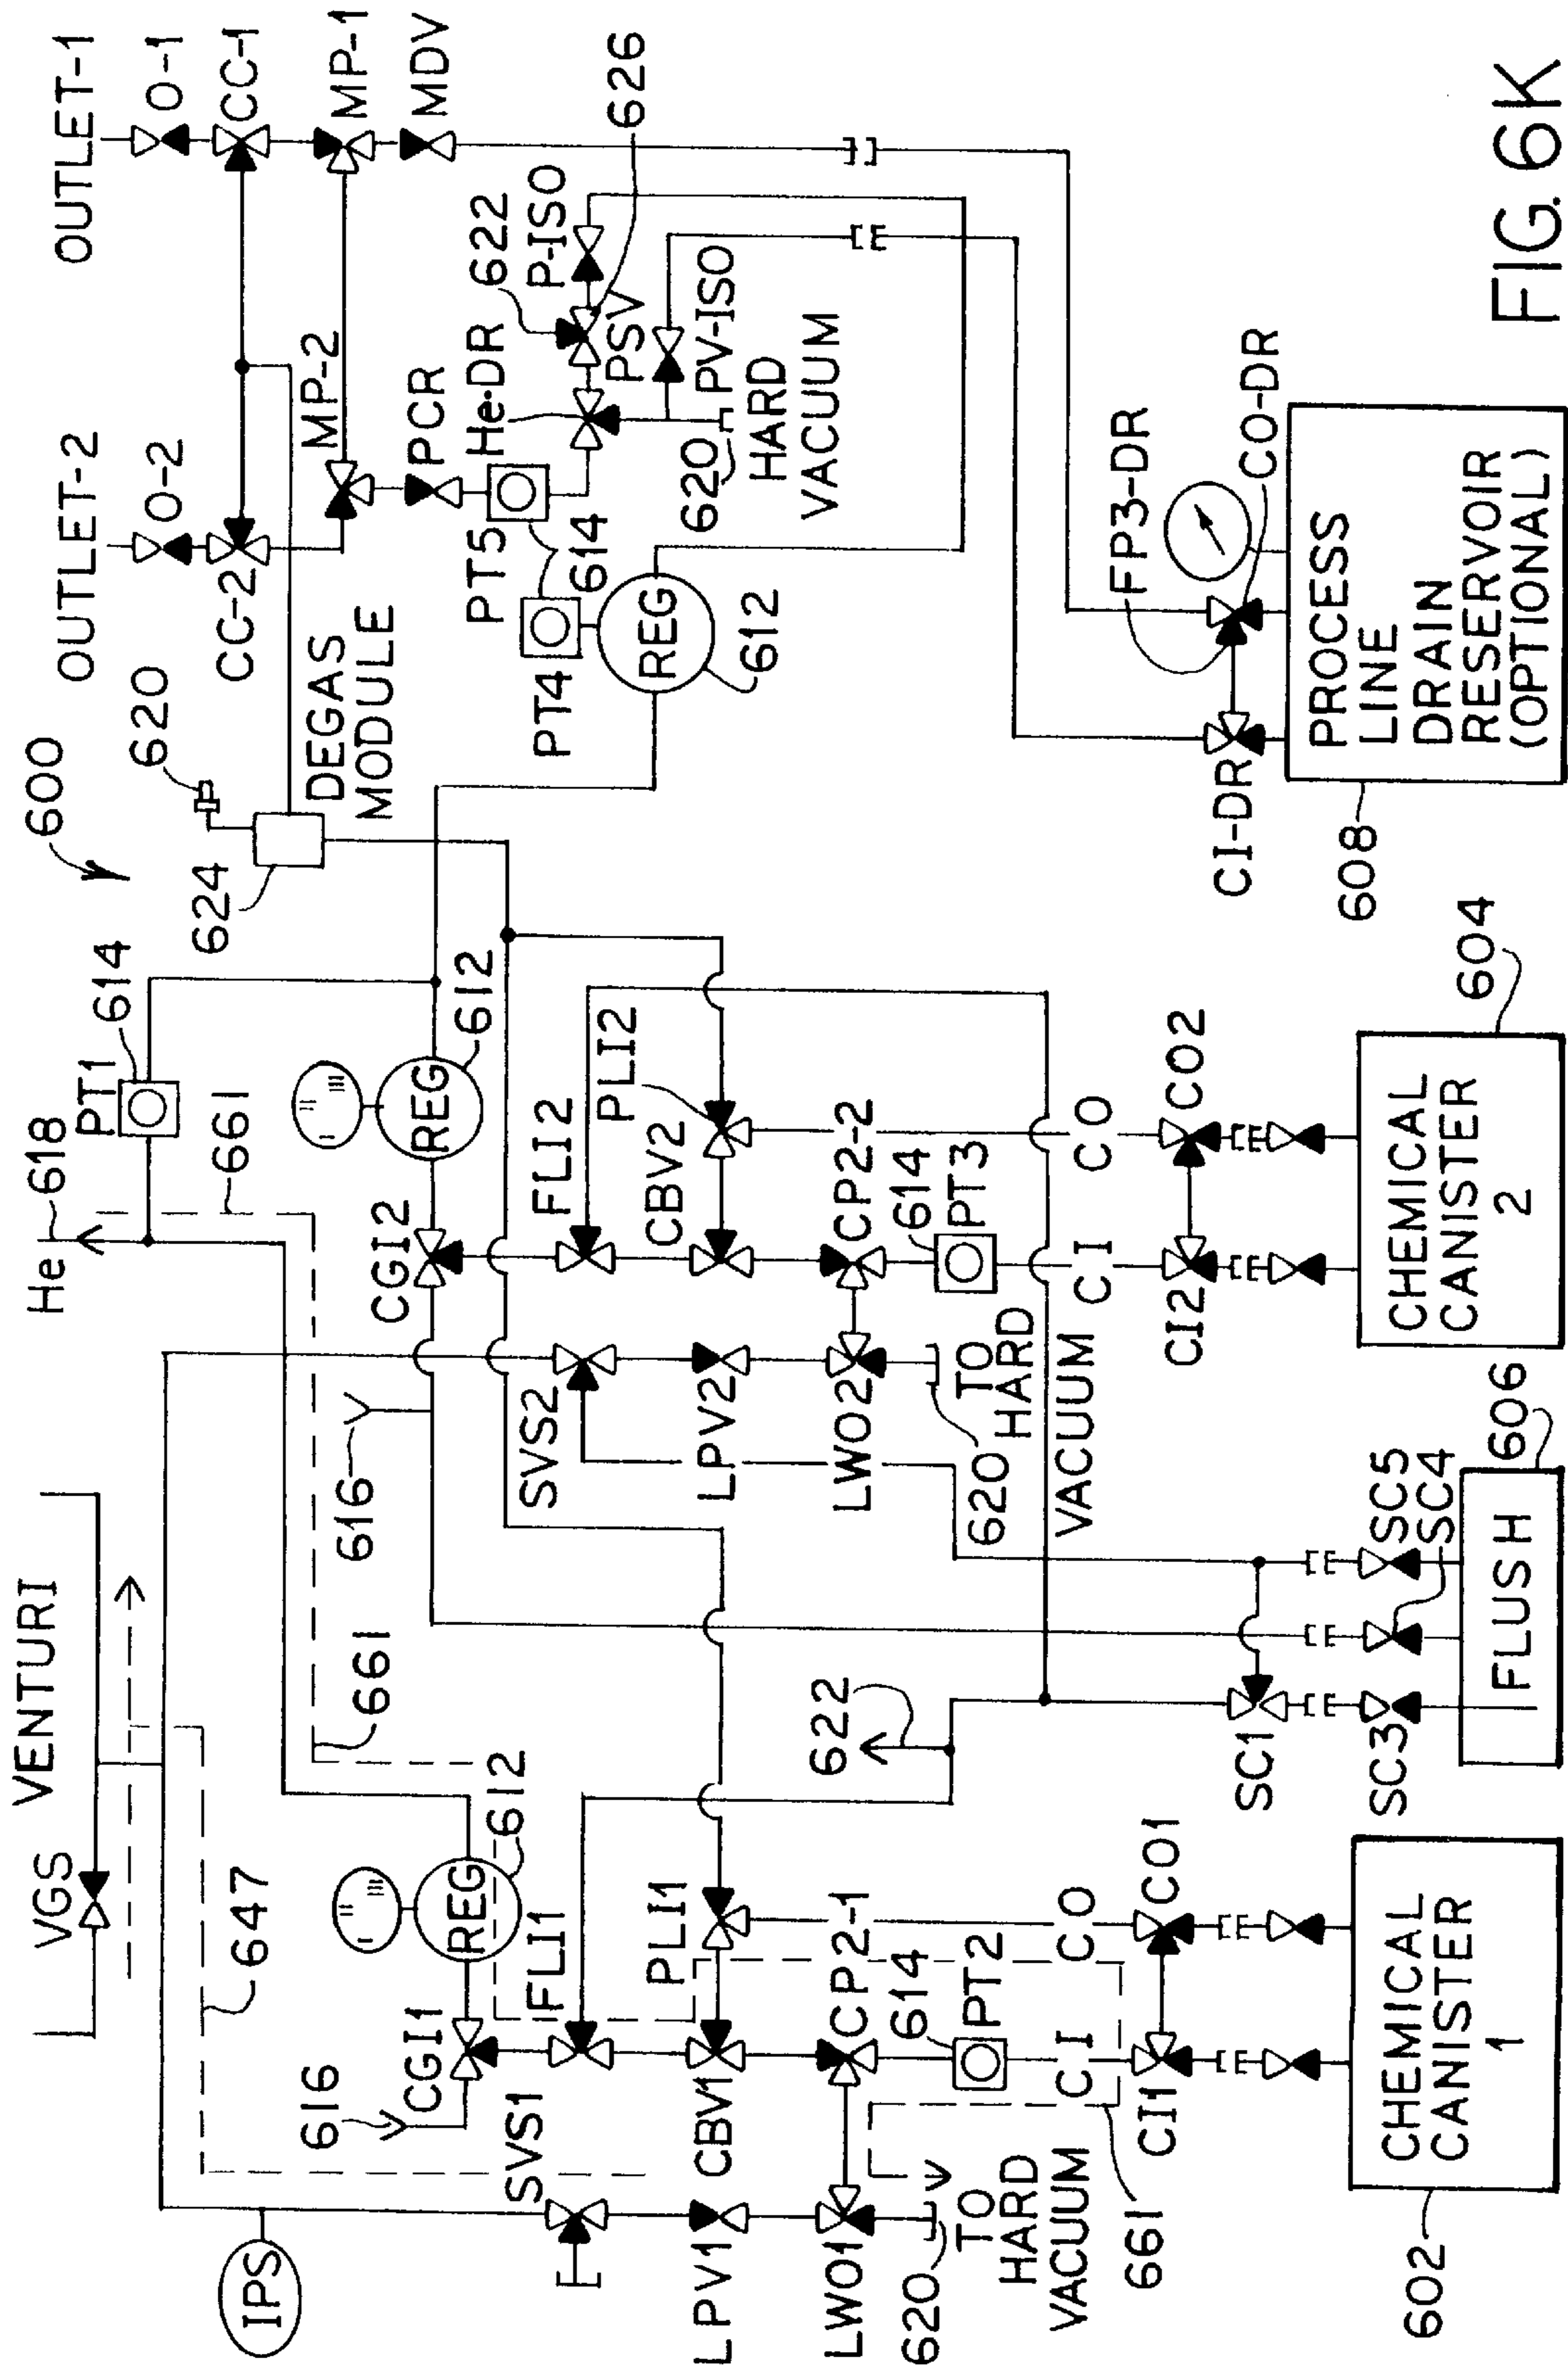 OUTLET-1
O-1
CC-1
MP-1
MDV
OUTLET-2
O-2
CC-2
MP-2
PCR
He-DR
622
P-ISO
PSV
626
PV-ISO
620
HARD
VACUUM
PT5
614
PT4
REG
612
620
DEGAS
MODULE
624
600
FP3-DR
CO-DR
CI-DR
PROCESS
LINE
DRAIN
RESERVOIR
(OPTIONAL)
608
He
618
PT1
614
661
REG
612
CGI2
FLI2
PLI2
CBV2
CP2-2
614
PT3
CO
CI
CO2
CI2
CHEMICAL
CANISTER
2
604
SVS2
LPV2
LWO2
620
TO
HARD
VACUUM
616
VENTURI
VGS
661
647
622
SC1
SC3
SC5
SC4
FLUSH
606
REG
612
CGI1
616
FLI1
SVS1
PLI1
CBV1
CP2-1
614
PT2
CO
CI
CO1
CI1
LPV1
LWO1
620
TO
HARD
VACUUM
661
IPS
CHEMICAL
CANISTER
1
602
FIG. 6K